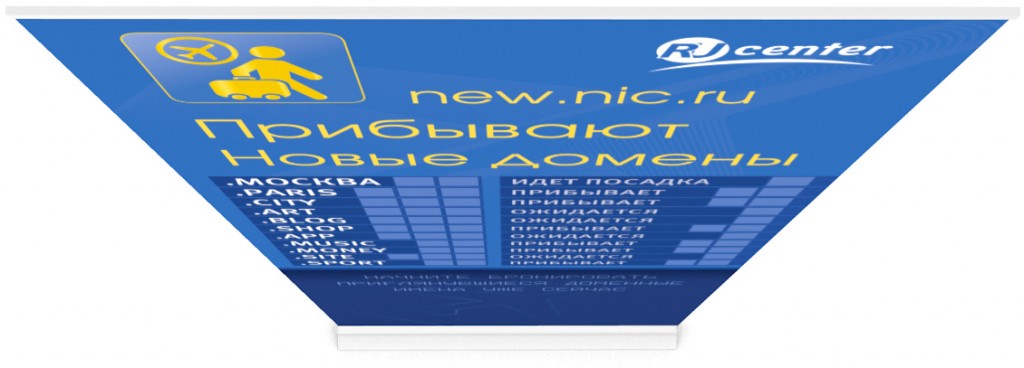 RU center
new.nic.ru
Прибывают
Новые домены
.МОСКВА ИДЕТ ПОСАДКА
.PARIS ПРИБЫВАЕТ
.CITY ПРИБЫВАЕТ
.ART ОЖИДАЕТСЯ
.BLOG ОЖИДАЕТСЯ
.SHOP ПРИБЫВАЕТ
.APP ОЖИДАЕТСЯ
.MUSIC ПРИБЫВАЕТ
.MONEY ПРИБЫВАЕТ
.SITE ОЖИДАЕТСЯ
.SPORT ПРИБЫВАЕТ
НАЧНИТЕ БРОНИРОВАТЬ
ПРИГЛЯНУВШИЕСЯ ДОМЕННЫЕ
ИМЕНА УЖЕ СЕЙЧАС